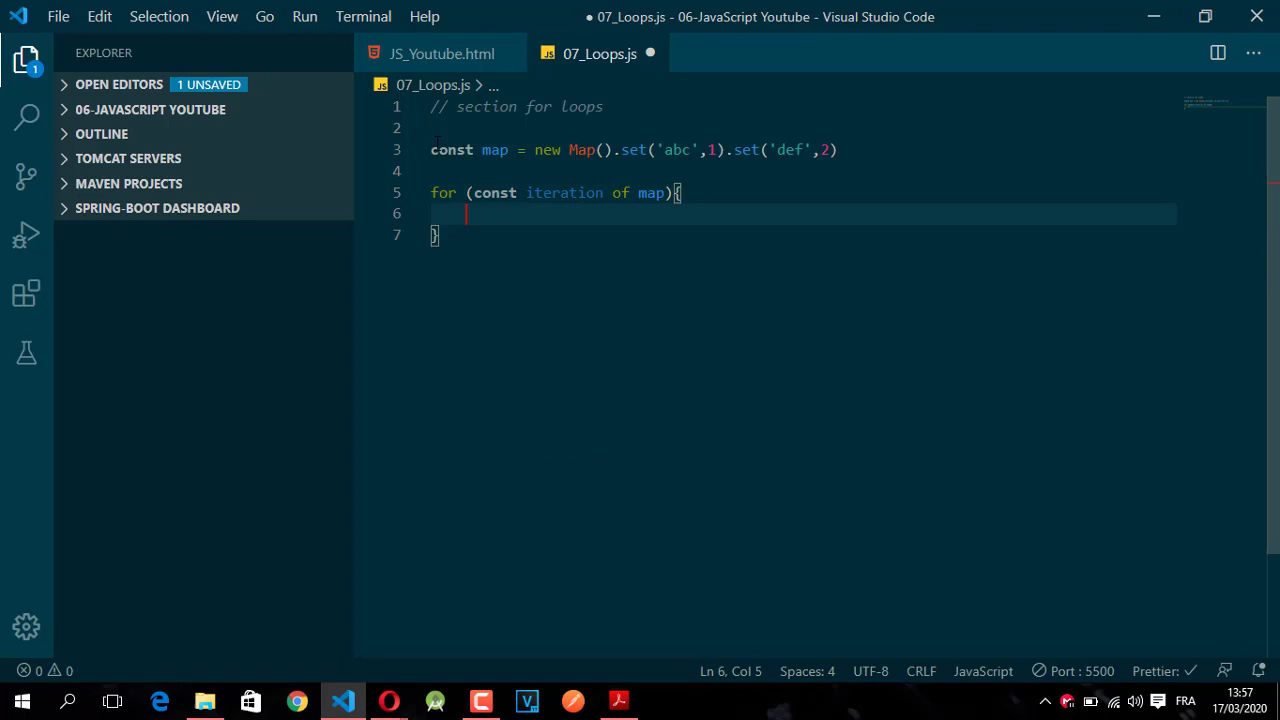 File Edit Selection View Go Run Terminal Help
● 07_Loops.js - 06-JavaScript Youtube - Visual Studio Code
EXPLORER
OPEN EDITORS 1 UNSAVED
06-JAVASCRIPT YOUTUBE
OUTLINE
TOMCAT SERVERS
MAVEN PROJECTS
SPRING-BOOT DASHBOARD
1
JS_Youtube.html
JS 07_Loops.js ●
JS 07_Loops.js > ...
1 // section for loops
2
3 const map = new Map().set('abc',1).set('def',2)
4
5 for (const iteration of map){
6
7 }
0 0
Ln 6, Col 5 Spaces: 4 UTF-8 CRLF JavaScript Port : 5500 Prettier: ✓
FRA
13:57
17/03/2020